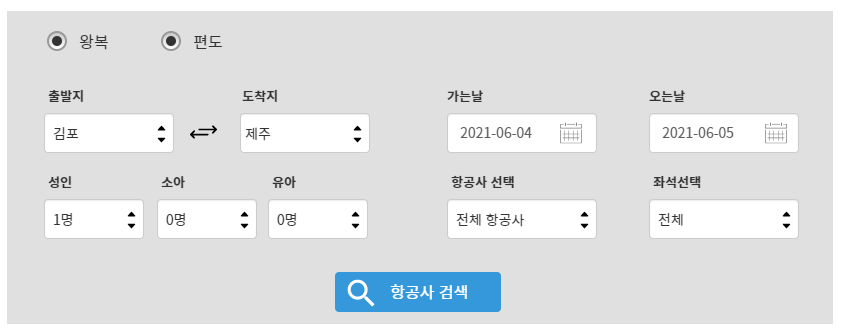 왕복 편도
출발지 도착지 가는날 오는날
김포 제주 2021-06-04 2021-06-05
성인 소아 유아 항공사 선택 좌석선택
1명 0명 0명 전체 항공사 전체
항공사 검색